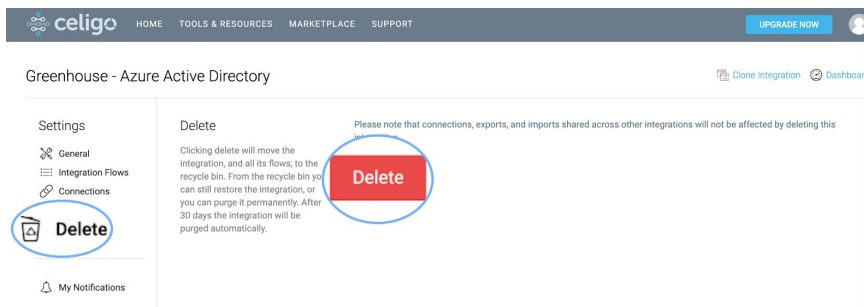 celigo HOME TOOLS & RESOURCES MARKETPLACE SUPPORT UPGRADE NOW
Greenhouse - Azure Active Directory
Clone Integration Dashboar
Settings
General
Integration Flows
Connections
Delete
My Notifications
Delete
Clicking delete will move the
integration, and all its flows, to the
recycle bin. From the recycle bin yo
can still restore the integration, or
you can purge it permanently. After
30 days the integration will be
purged automatically.
Please note that connections, exports, and imports shared across other integrations will not be affected by deleting this
Delete